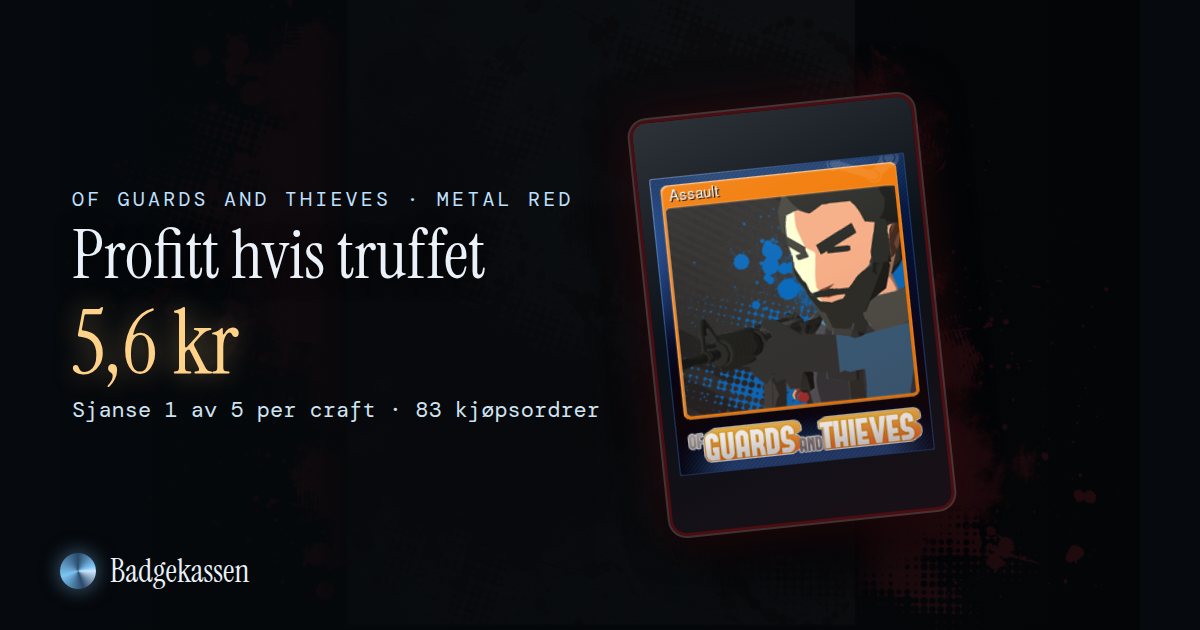 OF GUARDS AND THIEVES · METAL RED
Profitt hvis truffet
5,6 kr
Sjanse 1 av 5 per craft · 83 kjøpsordrer
Assault
OF GUARDS AND THIEVES
Badgekassen